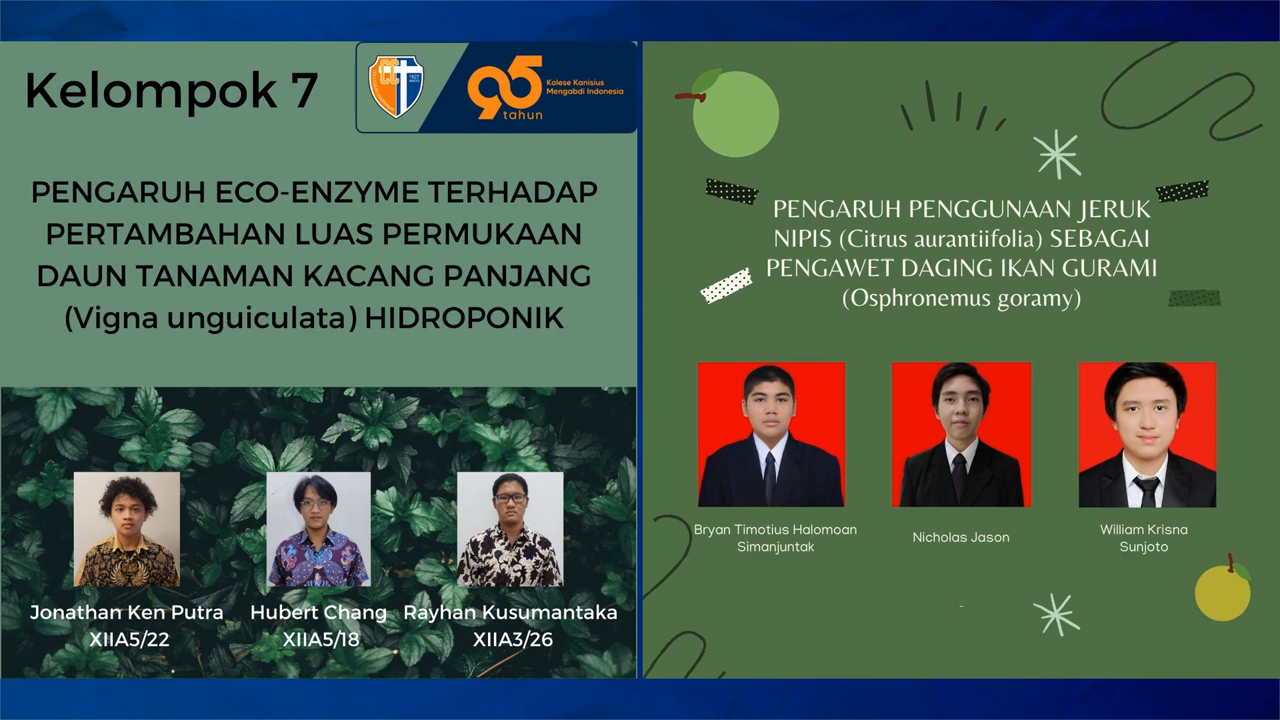 Kelompok 7
CC
1927
95
tahun
Kolese Kanisius
Mengabdi Indonesia
PENGARUH ECO-ENZYME TERHADAP
PERTAMBAHAN LUAS PERMUKAAN
DAUN TANAMAN KACANG PANJANG
(Vigna unguiculata) HIDROPONIK
Jonathan Ken Putra
XIIA5/22
Hubert Chang
XIIA5/18
Rayhan Kusumantaka
XIIA3/26
PENGARUH PENGGUNAAN JERUK
NIPIS (Citrus aurantiifolia) SEBAGAI
PENGAWET DAGING IKAN GURAMI
(Osphronemus goramy)
Bryan Timotius Halomoan
Simanjuntak
Nicholas Jason
William Krisna
Sunjoto
-